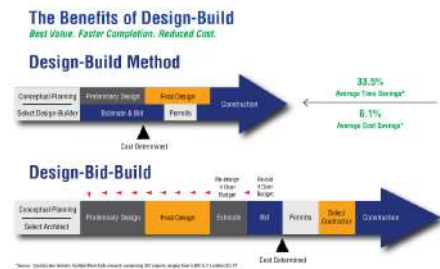 The Benefits of Design-Build
Best Value. Faster Completion. Reduced Cost.
Design-Build Method
Conceptual Planning
Preliminary Design
Final Design
Construction
Select Design-Builder
Estimate & Bid
Permits
Cost Determined
33.5%
Average Time Savings*
6.1%
Average Cost Savings*
Design-Bid-Build
Re-design
if Over
Budget
Re-bid
if Over
Budget
Conceptual Planning
Select Architect
Preliminary Design
Final Design
Estimate
Bid
Permits
Select
Contractor
Construction
Cost Determined